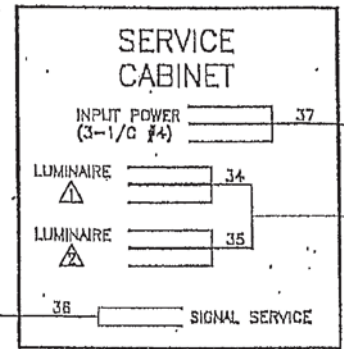 SERVICE
CABINET
INPUT POWER
(3-1/C #4)
37
LUMINAIRE
1
34
LUMINAIRE
2
35
36
SIGNAL SERVICE